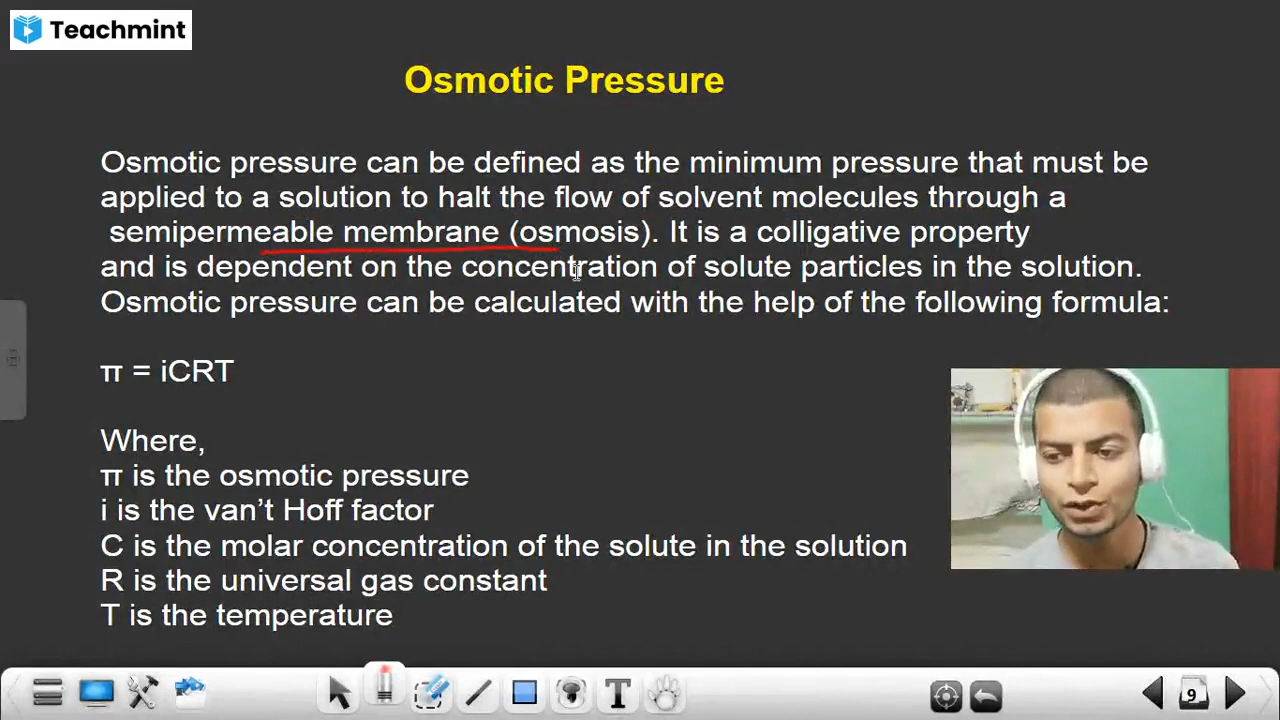 Teachmint
Osmotic Pressure
Osmotic pressure can be defined as the minimum pressure that must be
applied to a solution to halt the flow of solvent molecules through a
semipermeable membrane (osmosis). It is a colligative property
and is dependent on the concentration of solute particles in the solution.
Osmotic pressure can be calculated with the help of the following formula:
π = iCRT
Where,
π is the osmotic pressure
i is the van’t Hoff factor
C is the molar concentration of the solute in the solution
R is the universal gas constant
T is the temperature
T
9